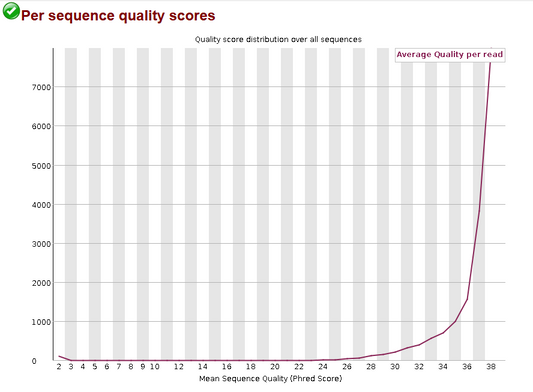 Per sequence quality scores
Quality score distribution over all sequences
Average Quality per read
7000
6000
5000
4000
3000
2000
1000
0
2 3 4 5 6 7 8 9 10 12 14 16 18 20 22 24 26 28 30 32 34 36 38
Mean Sequence Quality (Phred Score)